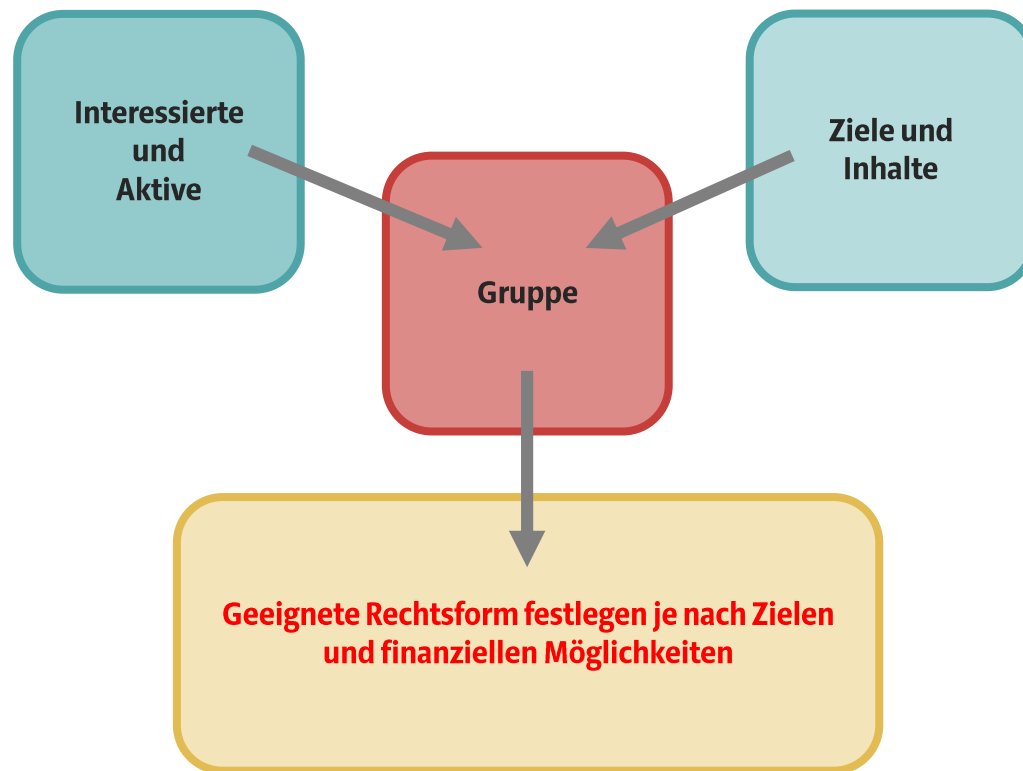 Interessierte
und
Aktive
Ziele und
Inhalte
Gruppe
Geeignete Rechtsform festlegen je nach Zielen
und finanziellen Möglichkeiten